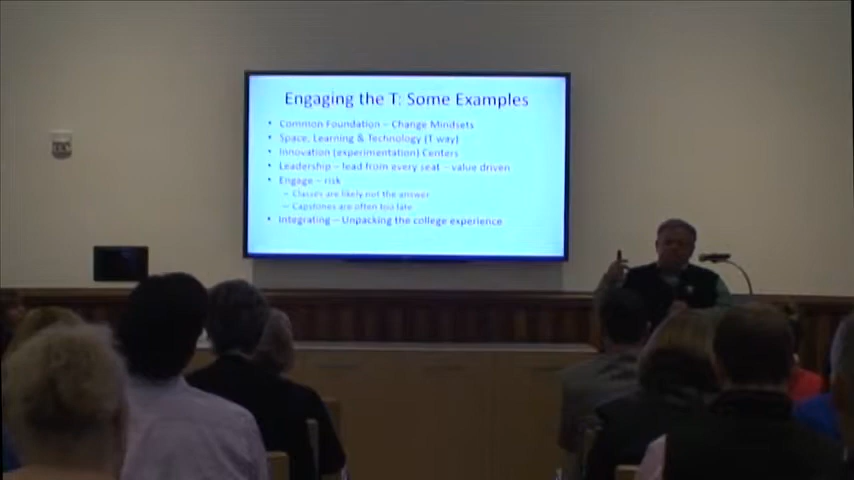 Engaging the T: Some Examples
• Common Foundation – Change Mindsets
• Space, Learning & Technology (T way)
• Innovation (experimentation) Centers
• Leadership – lead from every seat – value driven
• Engage – risk
– Classes are likely not the answer
– Capstones are often too late
• Integrating – Unpacking the college experience